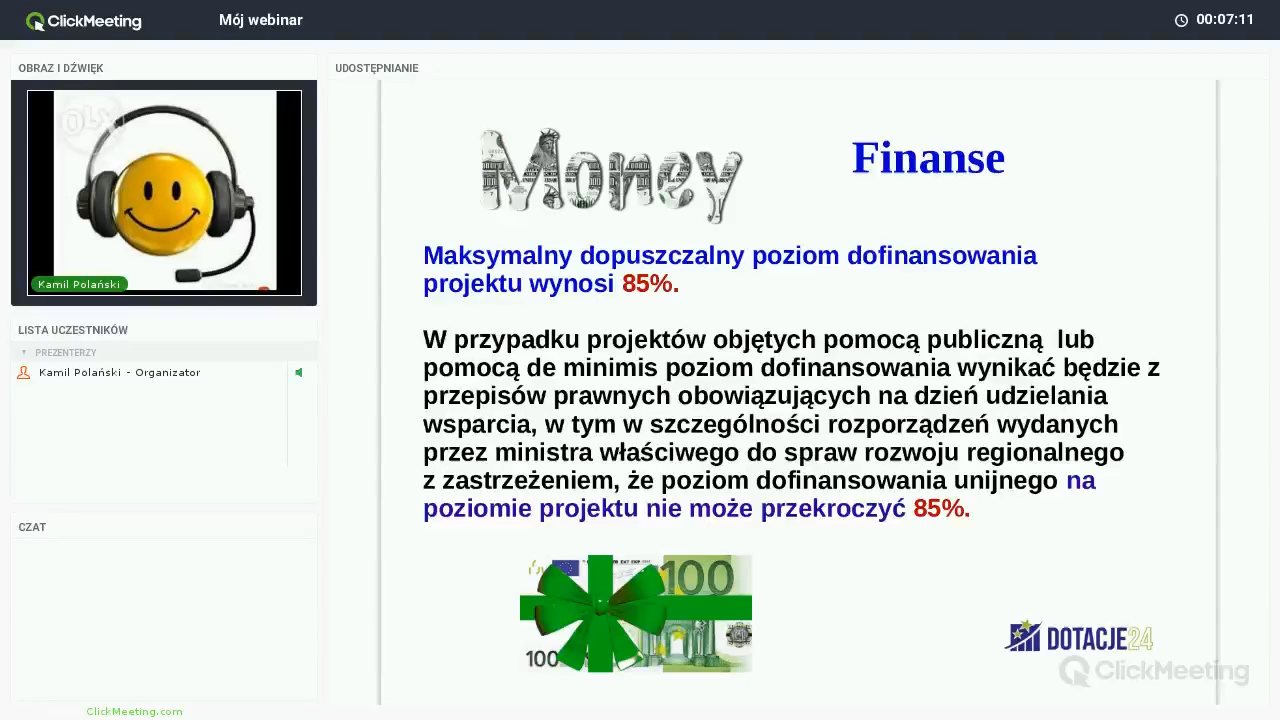 ClickMeeting
Mój webinar
00:07:11
OBRAZ I DŹWIĘK
OLX
Kamil Polański
LISTA UCZESTNIKÓW
PREZENTERZY
Kamil Polański - Organizator
CZAT
ClickMeeting.com
UDOSTĘPNIANIE
Money
Finanse
Maksymalny dopuszczalny poziom dofinansowania
projektu wynosi 85%.
W przypadku projektów objętych pomocą publiczną lub
pomocą de minimis poziom dofinansowania wynikać będzie z
przepisów prawnych obowiązujących na dzień udzielania
wsparcia, w tym w szczególności rozporządzeń wydanych
przez ministra właściwego do spraw rozwoju regionalnego
z zastrzeżeniem, że poziom dofinansowania unijnego na
poziomie projektu nie może przekroczyć 85%.
100
100
DOTACJE24
ClickMeeting